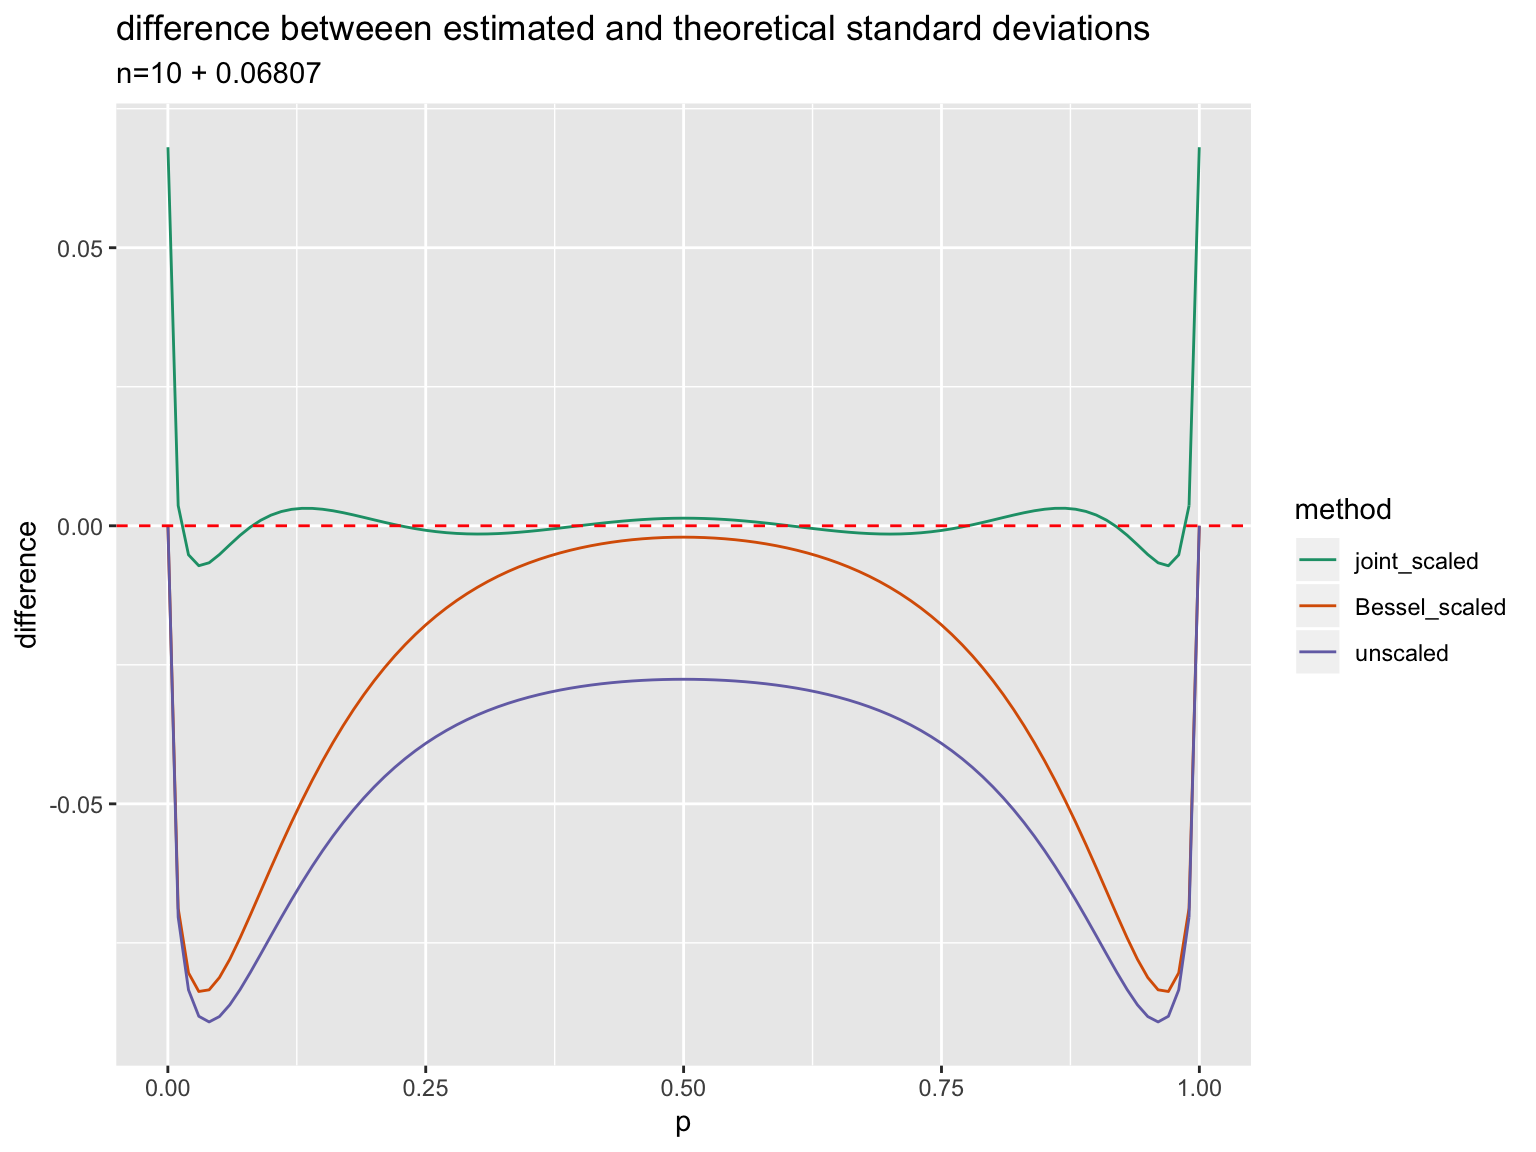 difference betweeen estimated and theoretical standard deviations
n=10 + 0.06807
0.05
0.00
-0.05
difference
0.00
0.25
0.50
0.75
1.00
p
method
joint_scaled
Bessel_scaled
unscaled